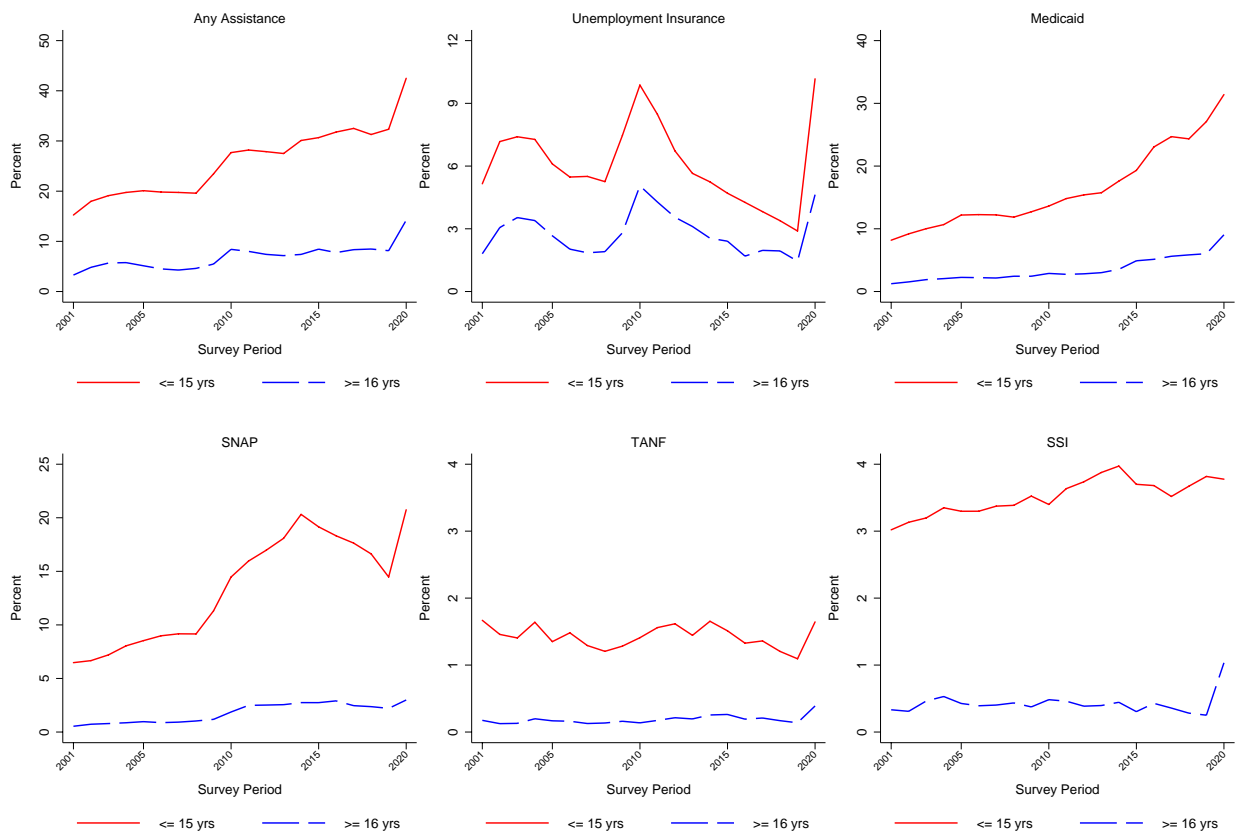 Any Assistance
Percent
50
40
30
20
10
0
2001
2005
2010
2015
2020
Survey Period
<= 15 yrs
>= 16 yrs
Unemployment Insurance
Percent
12
9
6
3
0
2001
2005
2010
2015
2020
Survey Period
<= 15 yrs
>= 16 yrs
Medicaid
Percent
40
30
20
10
0
2001
2005
2010
2015
2020
Survey Period
<= 15 yrs
>= 16 yrs
SNAP
Percent
25
20
15
10
5
0
2001
2005
2010
2015
2020
Survey Period
<= 15 yrs
>= 16 yrs
TANF
Percent
4
3
2
1
0
2001
2005
2010
2015
2020
Survey Period
<= 15 yrs
>= 16 yrs
SSI
Percent
4
3
2
1
0
2001
2005
2010
2015
2020
Survey Period
<= 15 yrs
>= 16 yrs